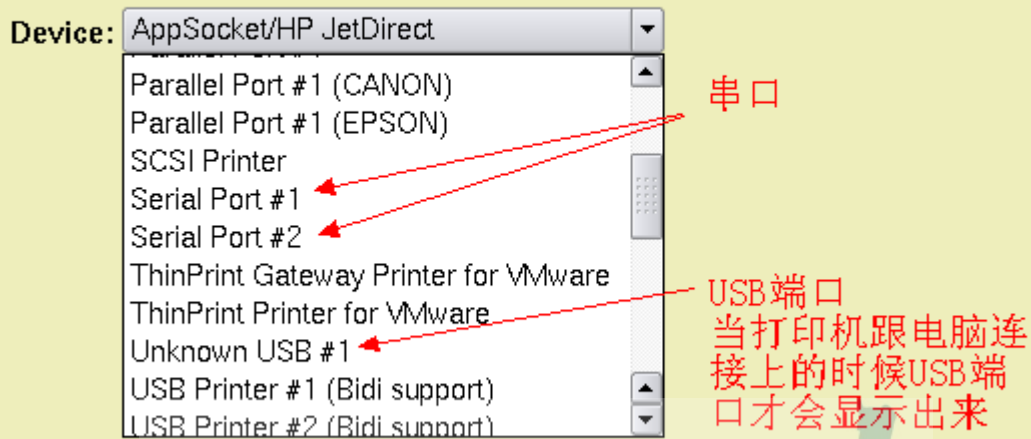 Device: AppSocket/HP JetDirect
Parallel Port #1 (CANON)
Parallel Port #1 (EPSON)
SCSI Printer
Serial Port #1
Serial Port #2
ThinPrint Gateway Printer for VMware
ThinPrint Printer for VMware
Unknown USB #1
USB Printer #1 (Bidi support)
USB Printer #2 (Bidi support)
串口
USB端口
当打印机跟电脑连
接上的时候USB端
口才会显示出来